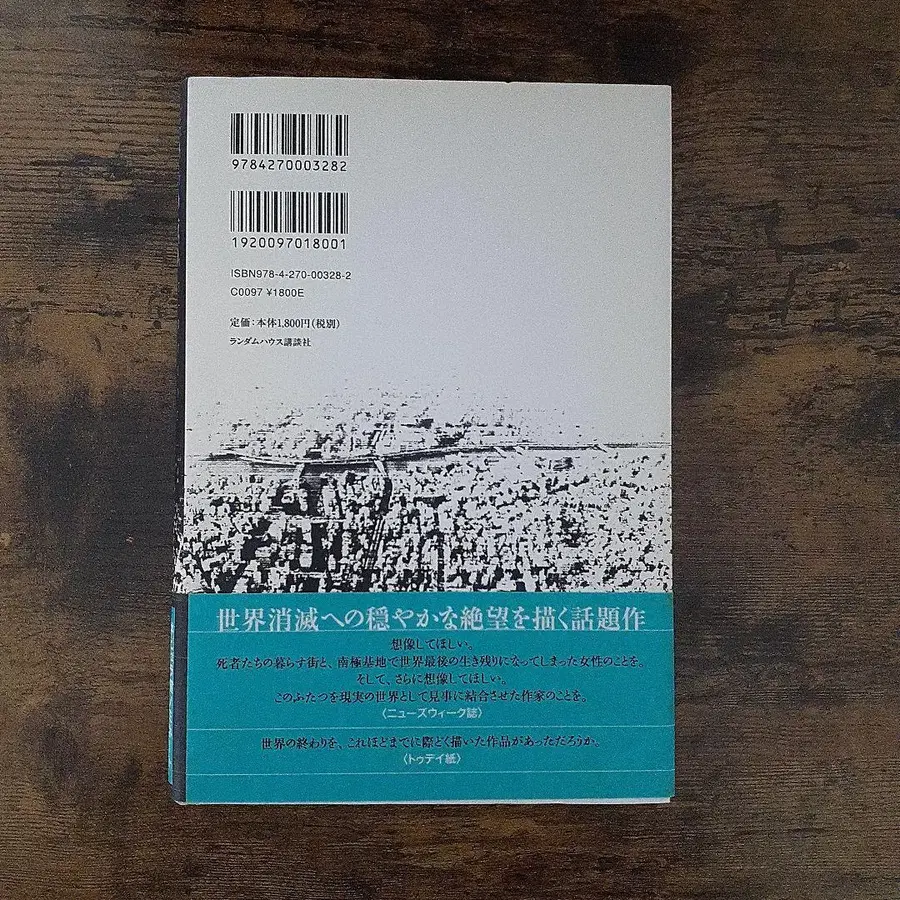 9784270003282
1920097018001
ISBN978-4-270-00328-2
C0097 ¥1800E
定価：本体1,800円（税別）
ランダムハウス講談社
世界消滅への穏やかな絶望を描く話題作
想像してほしい。
死者たちの暮らす街と、南極基地で世界最後の生き残りになってしまった女性のことを。
そして、さらに想像してほしい。
このふたつを現実の世界として見事に結合させた作家のことを。
〈ニューズウィーク誌〉
世界の終わりを、これほどまでに際どく描いた作品があっただろうか。
〈トゥデイ紙〉